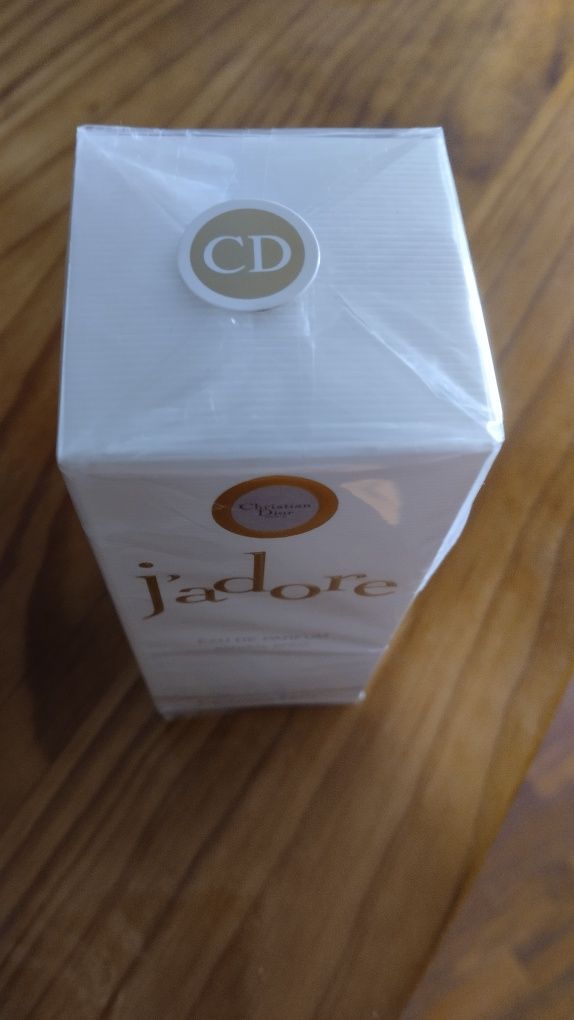 CD
Christian
Dior
j'adore
EAU DE PARFUM